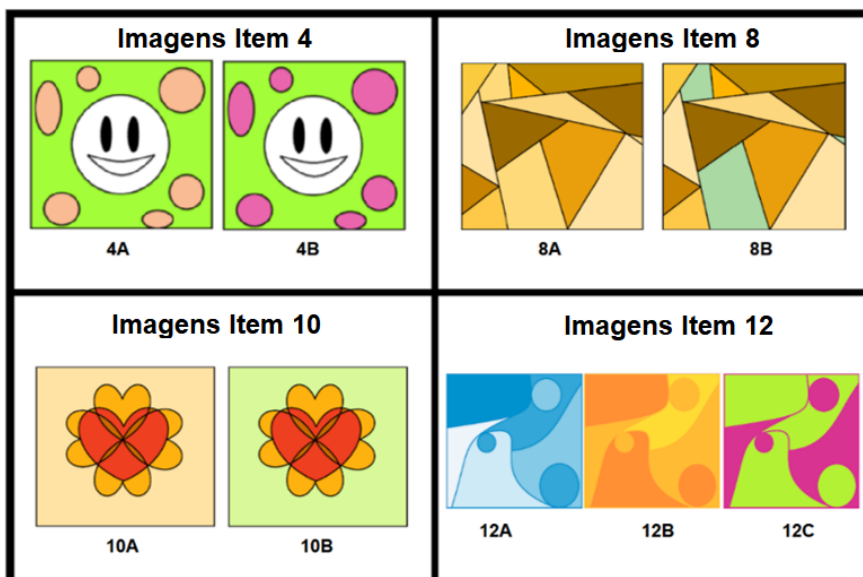 Imagens Item 4
4A 4B
Imagens Item 8
8A 8B
Imagens Item 10
10A 10B
Imagens Item 12
12A 12B 12C